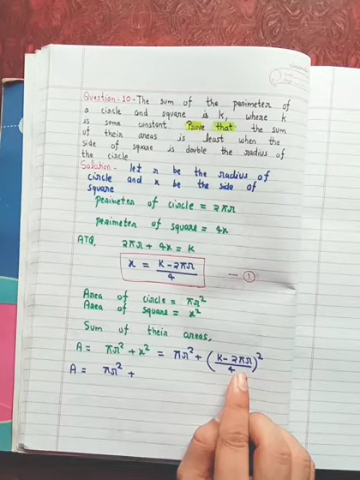 Question-10- The sum of the perimeter of
a circle and square is k, where k
is some constant. Prove that the sum
of their areas is least when the
side of square is double the radius of
the circle
Solution - let r be the radius of
circle and x be the side of
square
perimeter of circle = 2πr
perimeter of square = 4x
ATQ, 2πr + 4x = k
x = (k-2πr)/4 — ①
Area of circle = πr²
Area of square = x²
Sum of their areas,
A = πr² + x² = πr² + ((k-2πr)/4)²
A = πr² +